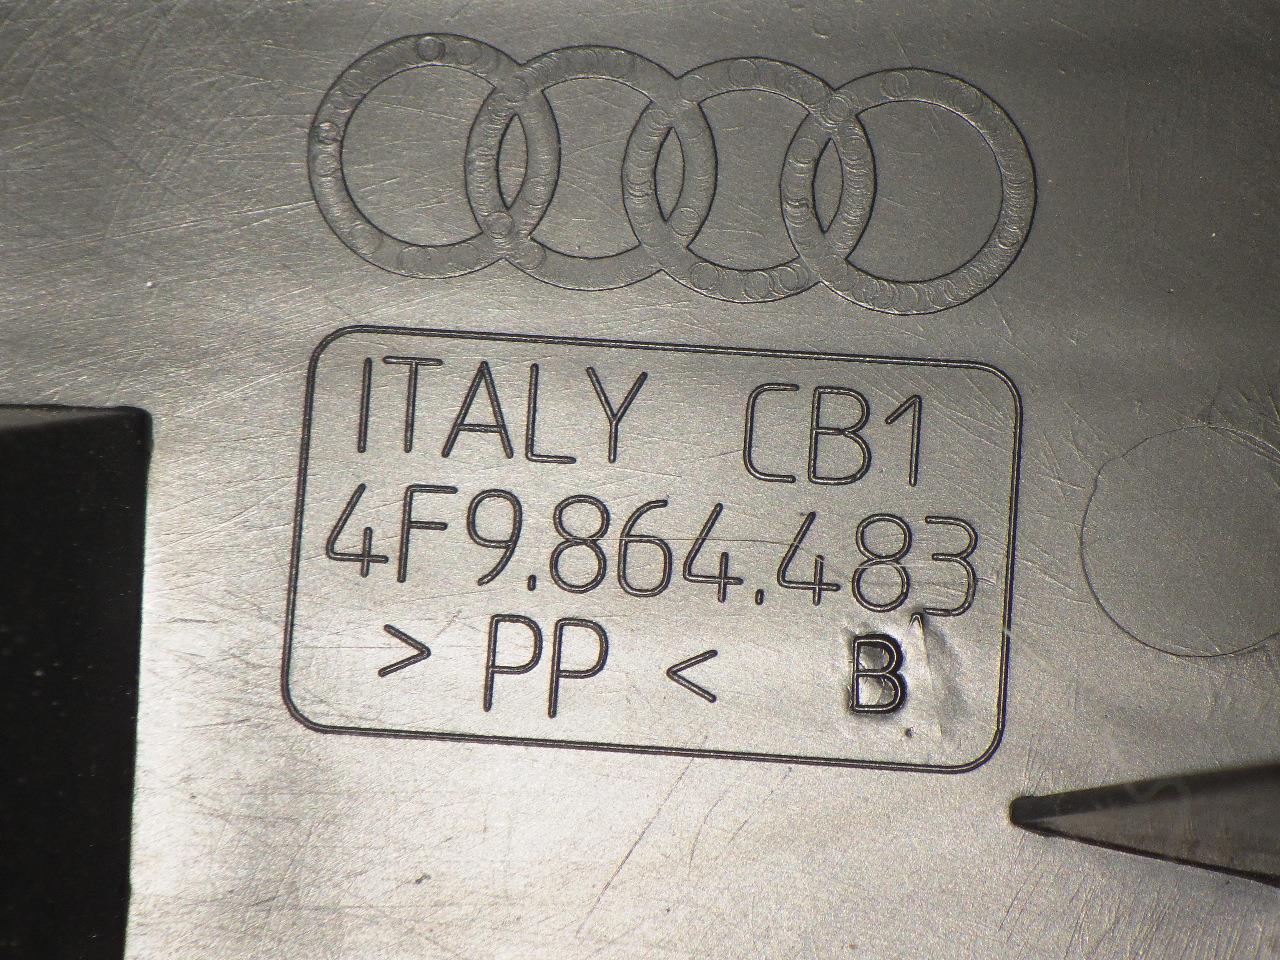 ITALY CB1
4F9.864.483
> PP < B